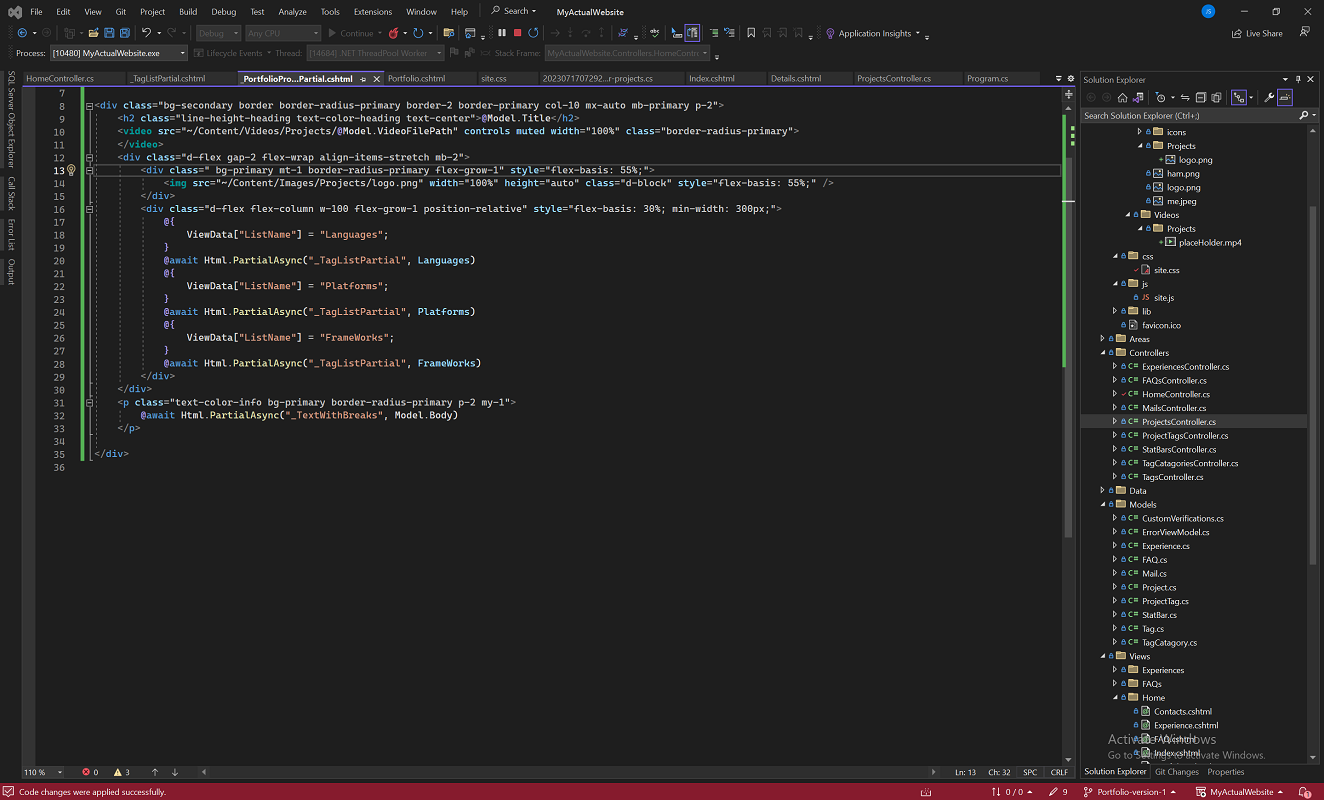 File Edit View Git Project Build Debug Test Analyze Tools Extensions Window Help Search MyActualWebsite JS
Debug Any CPU Continue Application Insights Live Share
Process: [10480] MyActualWebsite.exe Lifecycle Events Thread: [14684] .NET ThreadPool Worker Stack Frame: MyActualWebsite.Controllers.HomeContr
HomeController.cs _TagListPartial.cshtml _PortfolioPro...Partial.cshtml Portfolio.cshtml site.css 2023071707292...r-projects.cs Index.cshtml Details.cshtml ProjectsController.cs Program.cs
SQL Server Object Explorer
Call Stack
Error List
Output
7
8 <div class="bg-secondary border border-radius-primary border-2 border-primary col-10 mx-auto mb-primary p-2">
9 <h2 class="line-height-heading text-color-heading text-center">@Model.Title</h2>
10 <video src="~/Content/Videos/Projects/@Model.VideoFilePath" controls muted width="100%" class="border-radius-primary">
11 </video>
12 <div class="d-flex gap-2 flex-wrap align-items-stretch mb-2">
13 <div class=" bg-primary mt-1 border-radius-primary flex-grow-1" style="flex-basis: 55%;">
14 <img src="~/Content/Images/Projects/logo.png" width="100%" height="auto" class="d-block" style="flex-basis: 55%;" />
15 </div>
16 <div class="d-flex flex-column w-100 flex-grow-1 position-relative" style="flex-basis: 30%; min-width: 300px;">
17 @{
18 ViewData["ListName"] = "Languages";
19 }
20 @await Html.PartialAsync("_TagListPartial", Languages)
21 @{
22 ViewData["ListName"] = "Platforms";
23 }
24 @await Html.PartialAsync("_TagListPartial", Platforms)
25 @{
26 ViewData["ListName"] = "FrameWorks";
27 }
28 @await Html.PartialAsync("_TagListPartial", FrameWorks)
29 </div>
30 </div>
31 <p class="text-color-info bg-primary border-radius-primary p-2 my-1">
32 @await Html.PartialAsync("_TextWithBreaks", Model.Body)
33 </p>
34
35 </div>
36
Solution Explorer
Search Solution Explorer (Ctrl+;)
icons
Projects
logo.png
ham.png
logo.png
me.jpeg
Videos
Projects
placeHolder.mp4
css
site.css
js
JS site.js
lib
favicon.ico
Areas
Controllers
C# ExperiencesController.cs
C# FAQsController.cs
C# HomeController.cs
C# MailsController.cs
C# ProjectsController.cs
C# ProjectTagsController.cs
C# StatBarsController.cs
C# TagCatagoriesController.cs
C# TagsController.cs
Data
Models
C# CustomVerifications.cs
C# ErrorViewModel.cs
C# Experience.cs
C# FAQ.cs
C# Mail.cs
C# Project.cs
C# ProjectTag.cs
C# StatBar.cs
C# Tag.cs
C# TagCatagory.cs
Views
Experiences
FAQs
Home
Contacts.cshtml
Experience.cshtml
FAQ.cshtml
Index.cshtml
Activate Windows
Go to Settings to activate Windows.
110 % 0 3 Ln: 13 Ch: 32 SPC CRLF
Solution Explorer Git Changes Properties
Code changes were applied successfully. 0 / 0 9 Portfolio-version-1 MyActualWebsite 1